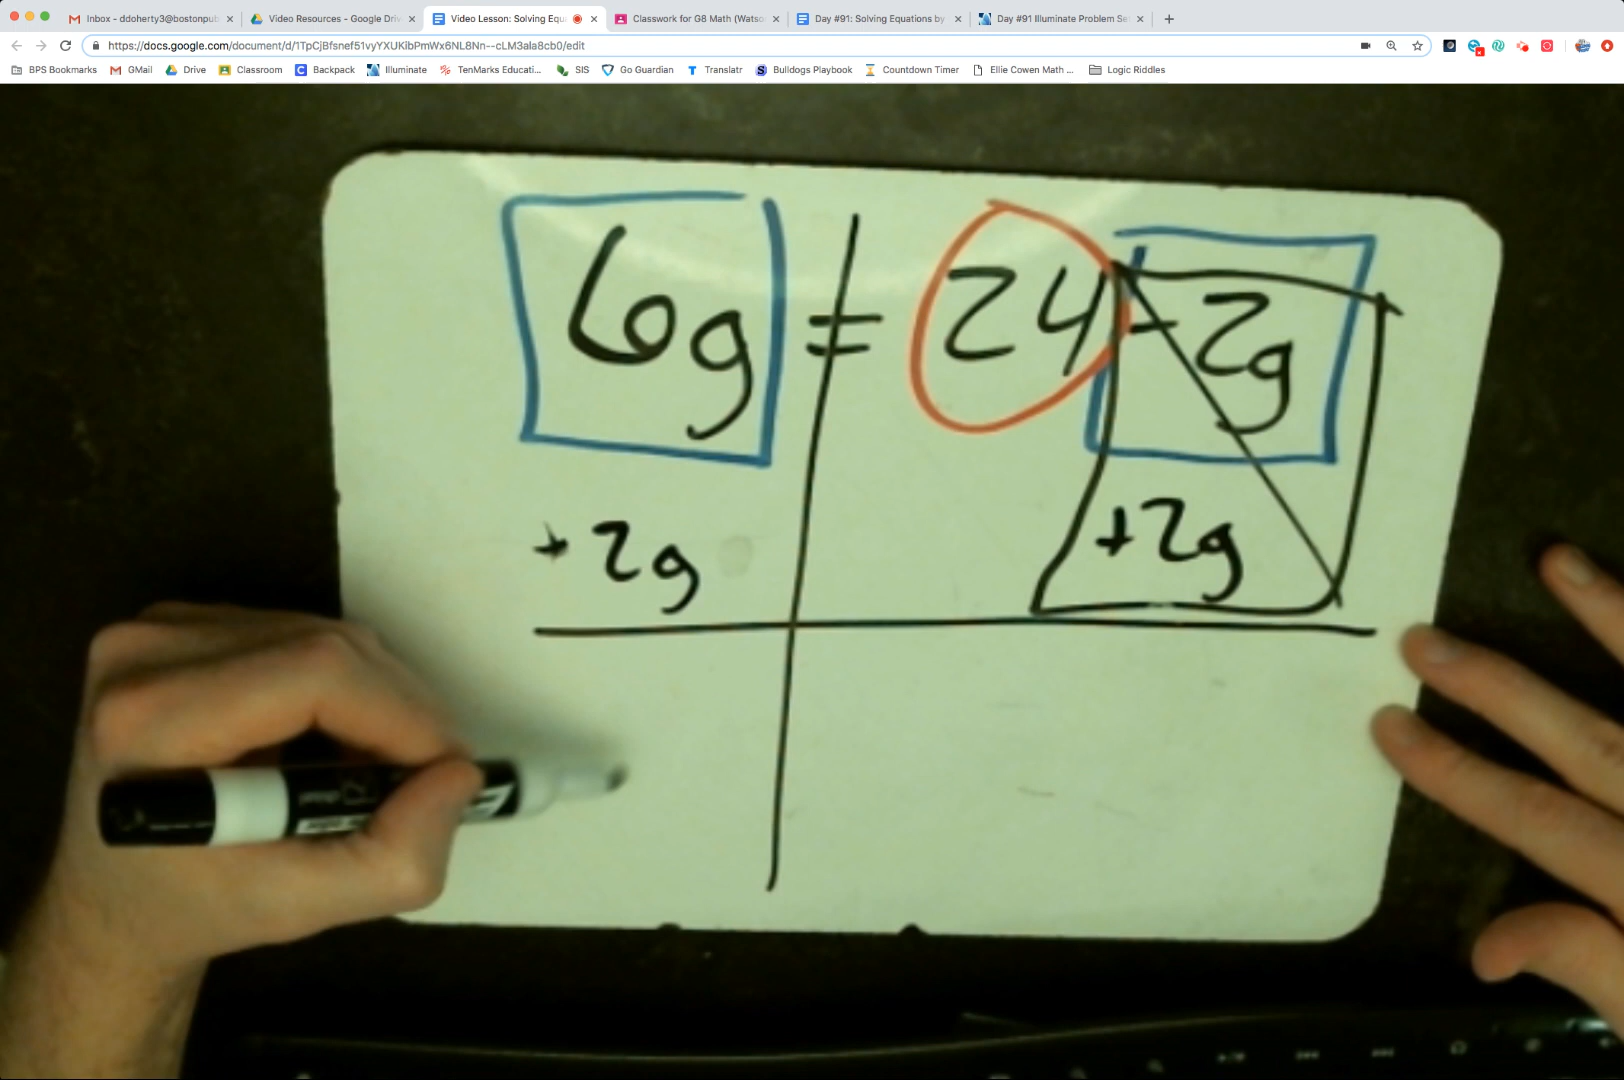 Inbox - ddoherty3@bostonpub
Video Resources - Google Driv
Video Lesson: Solving Equ
Classwork for G8 Math (Watso
Day #91: Solving Equations by
Day #91 Illuminate Problem Se
https://docs.google.com/document/d/1TpCjBfsnef51vyYXUKibPmWx6NL8Nn--cLM3ala8cb0/edit
BPS Bookmarks GMail Drive Classroom Backpack Illuminate TenMarks Educati... SIS Go Guardian Translatr Bulldogs Playbook Countdown Timer Ellie Cowen Math ... Logic Riddles
6g = 24 - 2g
+ 2g +2g